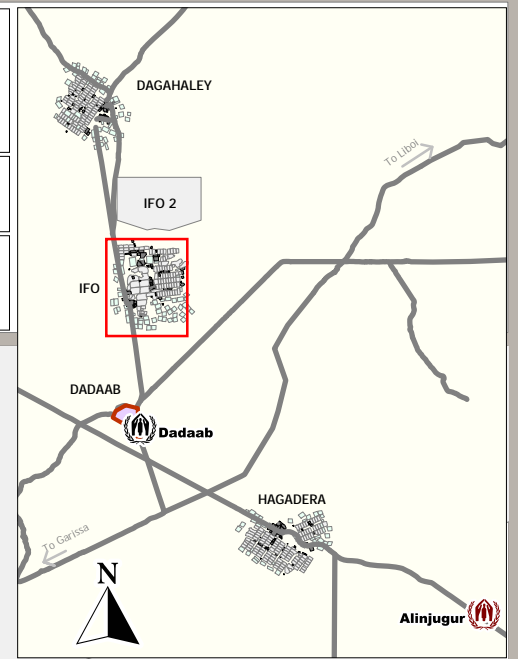 DAGAHALEY
To Liboi
IFO 2
IFO
DADAAB
Dadaab
HAGADERA
To Garissa
N
Alinjugur